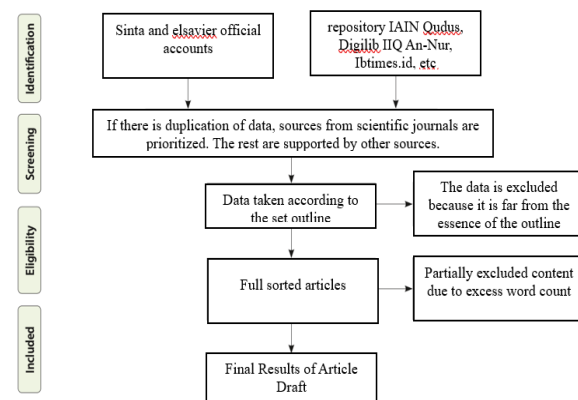 Identification
Sinta and elsavier official
accounts
repository IAIN Qudus,
Digilib IIQ An-Nur,
Ibtimes.id, etc
Screening
If there is duplication of data, sources from scientific journals are
prioritized. The rest are supported by other sources.
Data taken according to
the set outline
The data is excluded
because it is far from the
essence of the outline
Eligibility
Full sorted articles
Partially excluded content
due to excess word count
Included
Final Results of Article
Draft